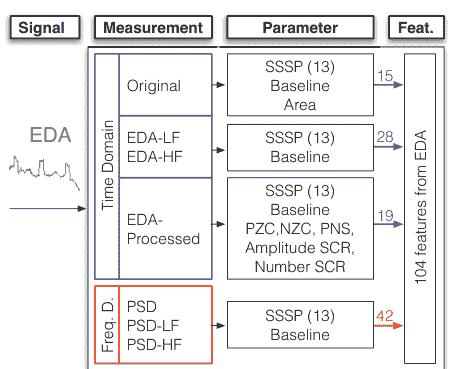 Signal Measurement Parameter Feat.
EDA
Time Domain
Original
SSSP (13)
Baseline
Area
15
EDA-LF
EDA-HF
SSSP (13)
Baseline
28
EDA-
Processed
SSSP (13)
Baseline
PZC,NZC, PNS,
Amplitude SCR,
Number SCR
19
Freq. D.
PSD
PSD-LF
PSD-HF
SSSP (13)
Baseline
42
104 features from EDA